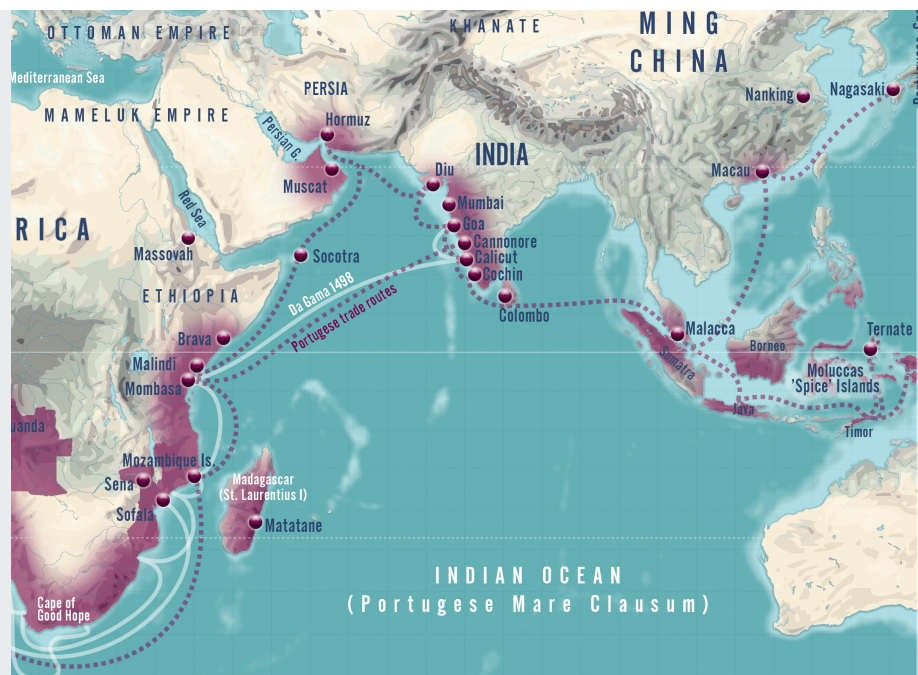 OTTOMAN EMPIRE
KHANATE
MING
CHINA
Mediterranean Sea
PERSIA
Nanking
Nagasaki
MAMELUK EMPIRE
Hormuz
Persian G.
INDIA
Diu
Macau
Muscat
Red Sea
Mumbai
RICA
Goa
Massovah
Socotra
Cannonore
Calicut
Cochin
ETHIOPIA
Da Gama 1498
Portugese trade routes
Colombo
Brava
Malacca
Ternate
Malindi
Sumatra
Borneo
Mombasa
Moluccas
'Spice' Islands
Java
uanda
Timor
Mozambique Is.
Sena
Madagascar
(St. Laurentius I)
Sofala
Matatane
INDIAN OCEAN
(Portugese Mare Clausum)
Cape of
Good Hope